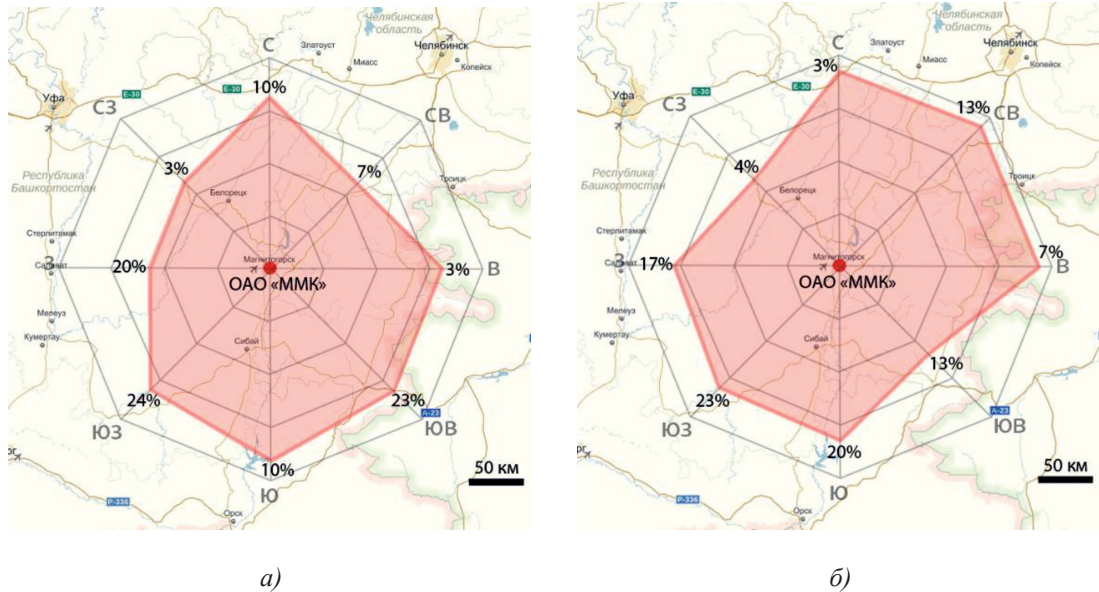 Челябинская
область
С
Златоуст
Миасс
Челябинск
Копейск
10%
Е-30
Е-30
Уфа
СЗ
СВ
3%
7%
Республика
Башкортостан
Белорецк
Троицк
Стерлитамак
З
20%
Салават
Магнитогорск
ОАО «ММК»
3%
В
Мелеуз
Кумертау
Сибай
24%
23%
А-23
ЮЗ
ЮВ
10%
50 км
Ю
Р-336
Орск
а)
Челябинская
область
С
Златоуст
Миасс
Челябинск
Копейск
3%
Е-30
Е-30
Уфа
СЗ
13%
СВ
4%
Республика
Башкортостан
Белорецк
Троицк
Стерлитамак
З
17%
Салават
Магнитогорск
ОАО «ММК»
7%
В
Мелеуз
Кумертау
Сибай
13%
23%
А-23
ЮЗ
ЮВ
20%
50 км
Ю
Р-336
Орск
б)